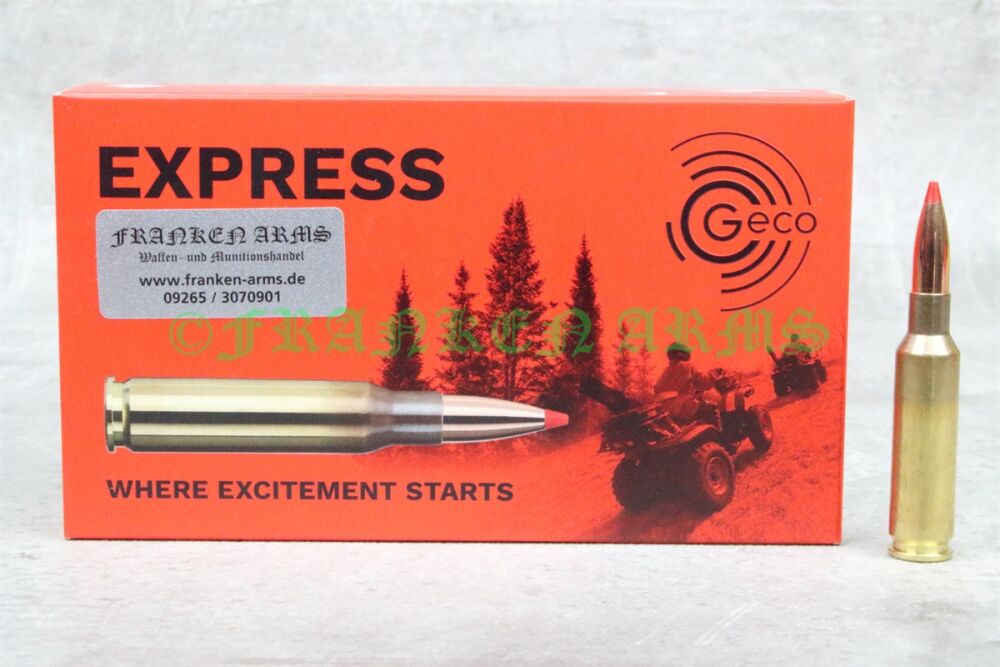 EXPRESS
Geco
FRANKEN ARMS
Waffen- und Munitionshandel
www.franken-arms.de
09265 / 3070901
©FRANKEN ARMS
WHERE EXCITEMENT STARTS